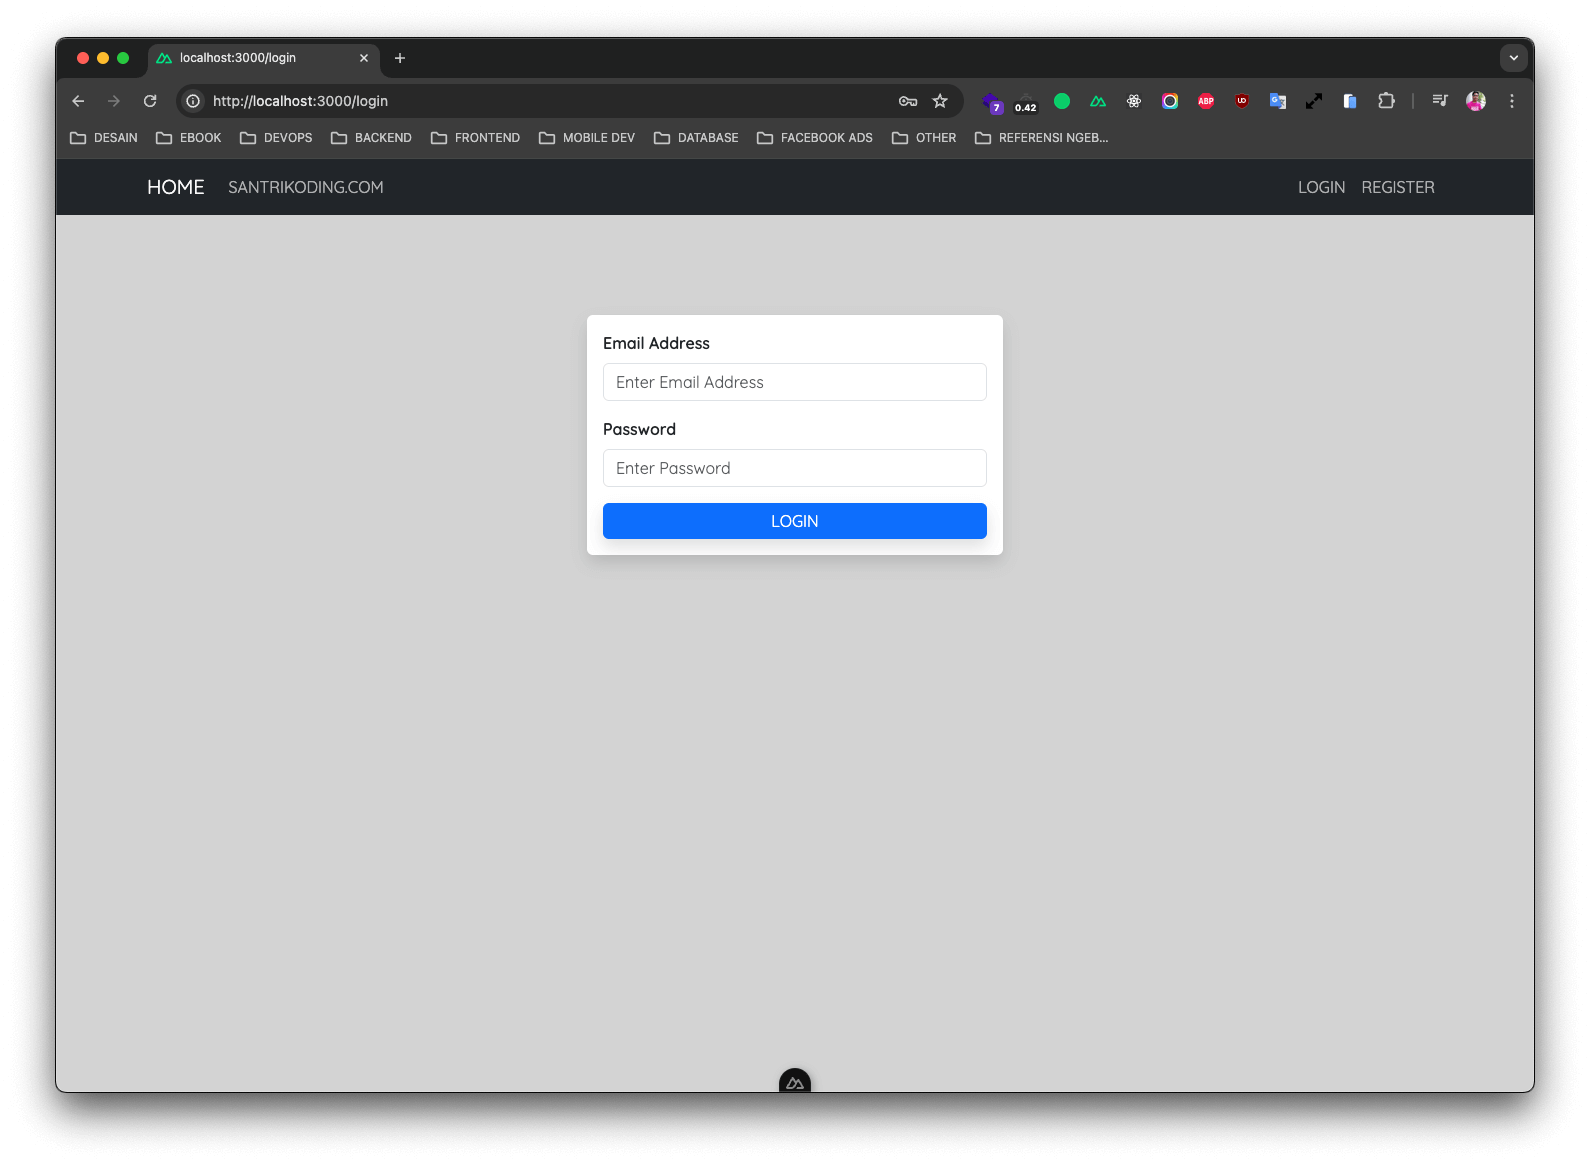 localhost:3000/login
http://localhost:3000/login
7
0.42
ABP
DESAIN EBOOK DEVOPS BACKEND FRONTEND MOBILE DEV DATABASE FACEBOOK ADS OTHER REFERENSI NGEB...
HOME SANTRIKODING.COM LOGIN REGISTER
Email Address
Enter Email Address
Password
Enter Password
LOGIN